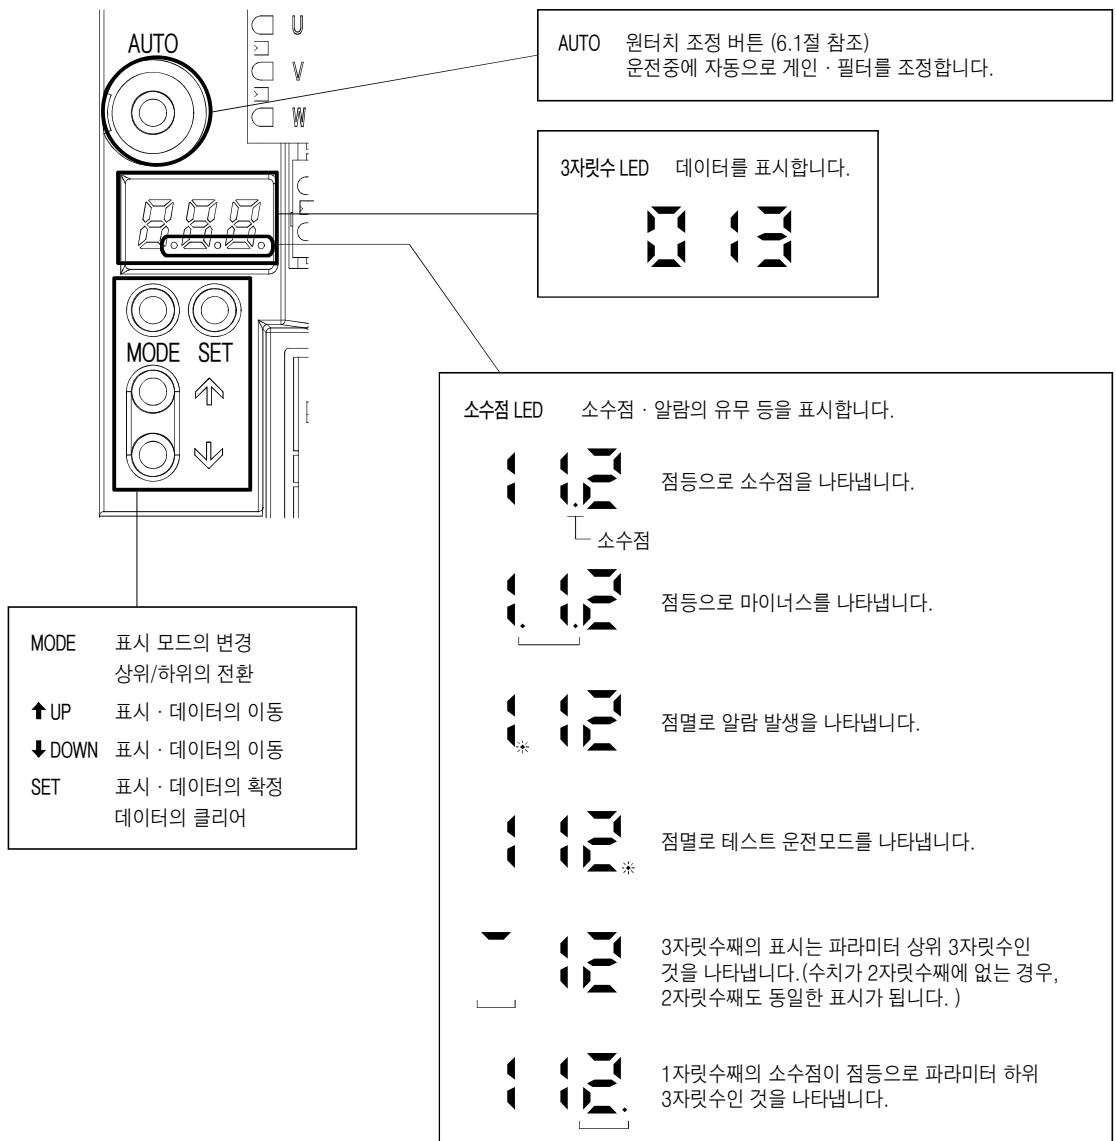 AUTO
U
V
W
MODE SET
AUTO 원터치 조정 버튼 (6.1절 참조)
운전중에 자동으로 게인 · 필터를 조정합니다.
3자릿수 LED 데이터를 표시합니다.
013
소수점 LED 소수점 · 알람의 유무 등을 표시합니다.
11.2 점등으로 소수점을 나타냅니다.
소수점
1.1.2 점등으로 마이너스를 나타냅니다.
1.12 점멸로 알람 발생을 나타냅니다.
112. 점멸로 테스트 운전모드를 나타냅니다.
¯12 3자릿수째의 표시는 파라미터 상위 3자릿수인
것을 나타냅니다.(수치가 2자릿수째에 없는 경우,
2자릿수째도 동일한 표시가 됩니다. )
112. 1자릿수째의 소수점이 점등으로 파라미터 하위
3자릿수인 것을 나타냅니다.
MODE 표시 모드의 변경
상위/하위의 전환
⬆ UP 표시 · 데이터의 이동
⬇ DOWN 표시 · 데이터의 이동
SET 표시 · 데이터의 확정
데이터의 클리어